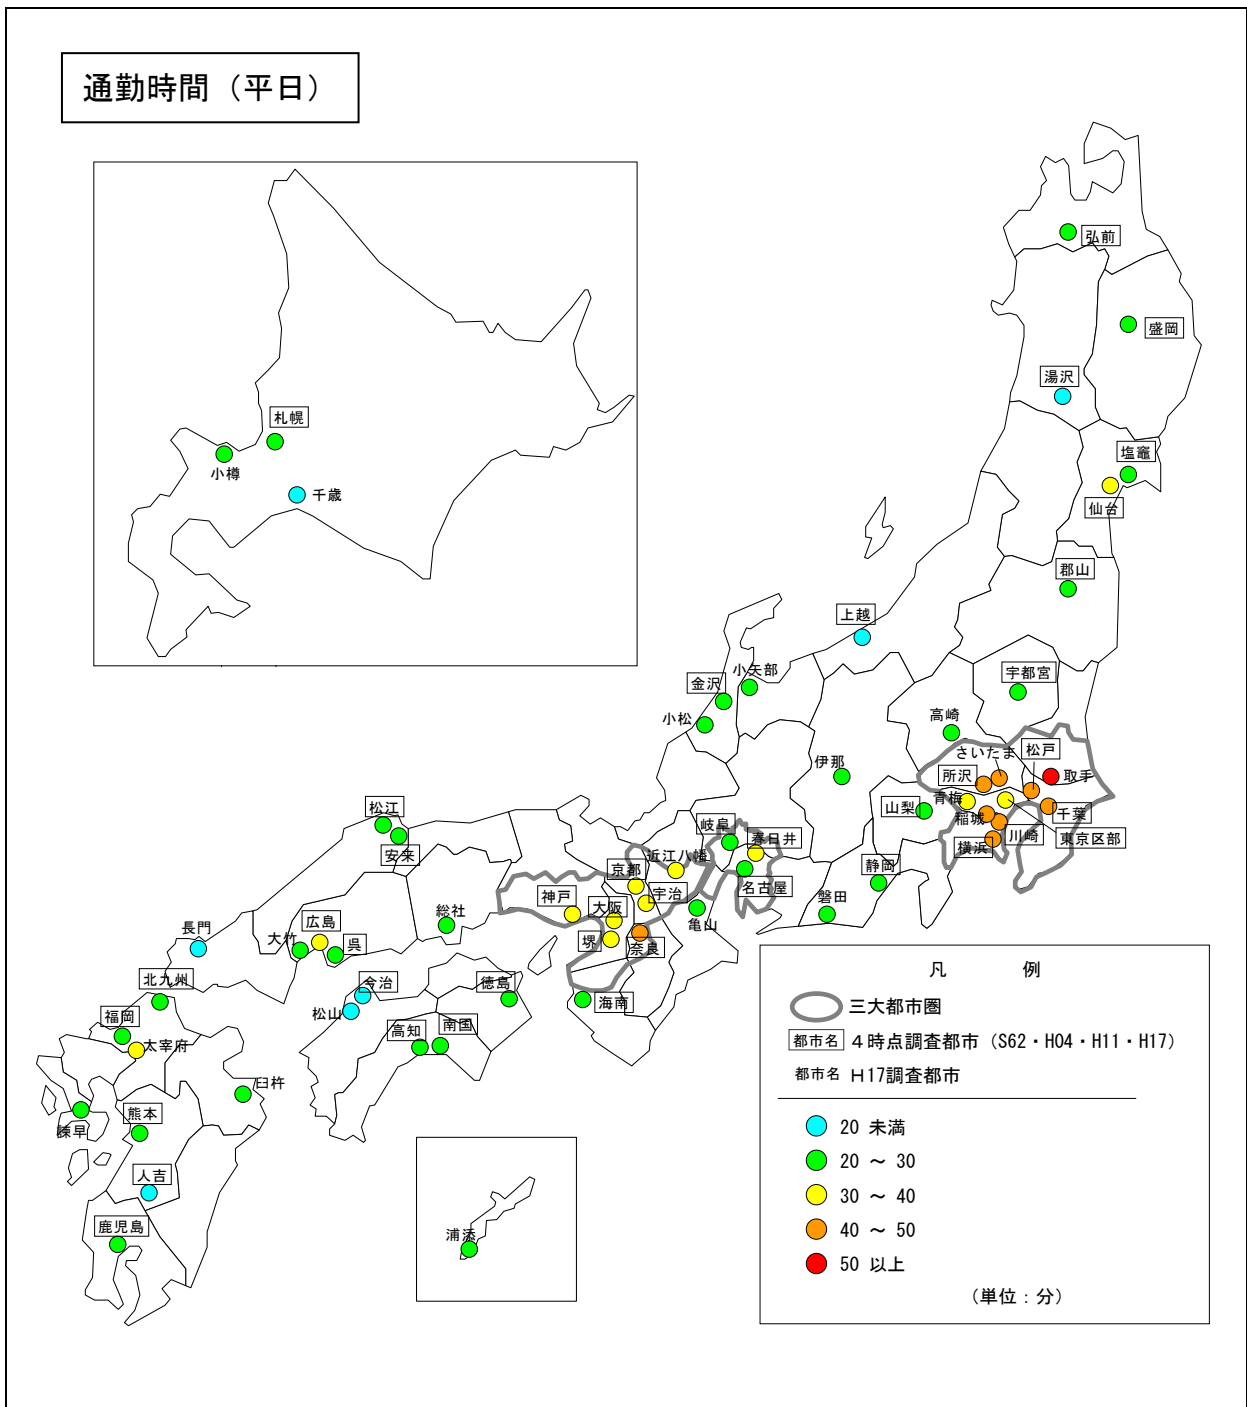 通勤時間（平日）
弘前
盛岡
湯沢
札幌
小樽
千歳
塩竈
仙台
郡山
上越
小矢部
金沢
小松
宇都宮
高崎
さいたま
松戸
伊那
所沢
取手
青梅
山梨
千葉
稲城
川崎
東京区部
横浜
松江
安来
岐阜
春日井
近江八幡
京都
名古屋
静岡
宇治
神戸
大阪
亀山
磐田
総社
広島
長門
大竹
呉
堺
奈良
北九州
今治
徳島
海南
松山
福岡
高知
南国
太宰府
臼杵
諫早
熊本
人吉
鹿児島
浦添
凡 例
三大都市圏
都市名 4時点調査都市（S62・H04・H11・H17）
都市名 H17調査都市
20 未満
20 ～ 30
30 ～ 40
40 ～ 50
50 以上
（単位：分）